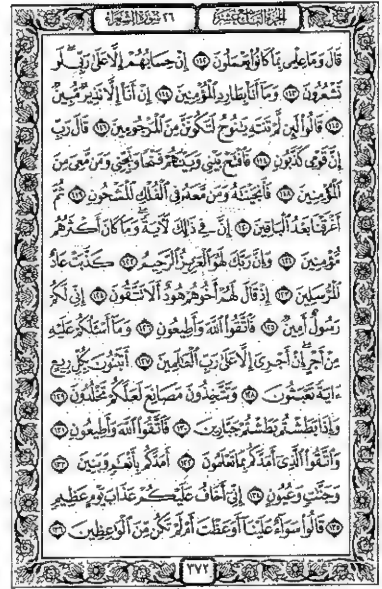 الجزء التاسع عشر
٢٦ سورة الشعراء
قَالَ وَمَا عِلْمِى بِمَا كَانُوا۟ يَعْمَلُونَ ١١٢ إِنْ حِسَابُهُمْ إِلَّا عَلَىٰ رَبِّى ۖ لَوْ
تَشْعُرُونَ ١١٣ وَمَآ أَنَا۠ بِطَارِدِ ٱلْمُؤْمِنِينَ ١١٤ إِنْ أَنَا۠ إِلَّا نَذِيرٌ مُّبِينٌ
١١٥ قَالُوا۟ لَئِن لَّمْ تَنتَهِ يَـٰنُوحُ لَتَكُونَنَّ مِنَ ٱلْمَرْجُومِينَ ١١٦ قَالَ رَبِّ
إِنَّ قَوْمِى كَذَّبُونِ ١١٧ فَٱفْتَحْ بَيْنِى وَبَيْنَهُمْ فَتْحًا وَنَجِّنِى وَمَن مَّعِىَ مِنَ
ٱلْمُؤْمِنِينَ ١١٨ فَأَنجَيْنَـٰهُ وَمَن مَّعَهُۥ فِى ٱلْفُلْكِ ٱلْمَشْحُونِ ١١٩ ثُمَّ
أَغْرَقْنَا بَعْدُ ٱلْبَاقِينَ ١٢٠ إِنَّ فِى ذَٰلِكَ لَـَٔايَةً ۖ وَمَا كَانَ أَكْثَرُهُم
مُّؤْمِنِينَ ١٢١ وَإِنَّ رَبَّكَ لَهُوَ ٱلْعَزِيزُ ٱلرَّحِيمُ ١٢٢ كَذَّبَتْ عَادٌ
ٱلْمُرْسَلِينَ ١٢٣ إِذْ قَالَ لَهُمْ أَخُوهُمْ هُودٌ أَلَا تَتَّقُونَ ١٢٤ إِنِّى لَكُمْ
رَسُولٌ أَمِينٌ ١٢٥ فَٱتَّقُوا۟ ٱللَّهَ وَأَطِيعُونِ ١٢٦ وَمَآ أَسْـَٔلُكُمْ عَلَيْهِ
مِنْ أَجْرٍ ۖ إِنْ أَجْرِىَ إِلَّا عَلَىٰ رَبِّ ٱلْعَـٰلَمِينَ ١٢٧ أَتَبْنُونَ بِكُلِّ رِيعٍ
ءَايَةً تَعْبَثُونَ ١٢٨ وَتَتَّخِذُونَ مَصَانِعَ لَعَلَّكُمْ تَخْلُدُونَ ١٢٩
وَإِذَا بَطَشْتُم بَطَشْتُمْ جَبَّارِينَ ١٣٠ فَٱتَّقُوا۟ ٱللَّهَ وَأَطِيعُونِ ١٣١
وَٱتَّقُوا۟ ٱلَّذِىٓ أَمَدَّكُم بِمَا تَعْلَمُونَ ١٣٢ أَمَدَّكُم بِأَنْعَـٰمٍ وَبَنِينَ ١٣٣
وَجَنَّـٰتٍ وَعُيُونٍ ١٣٤ إِنِّىٓ أَخَافُ عَلَيْكُمْ عَذَابَ يَوْمٍ عَظِيمٍ
١٣٥ قَالُوا۟ سَوَآءٌ عَلَيْنَآ أَوَعَظْتَ أَمْ لَمْ تَكُن مِّنَ ٱلْوَٰعِظِينَ ١٣٦
٣٧٢